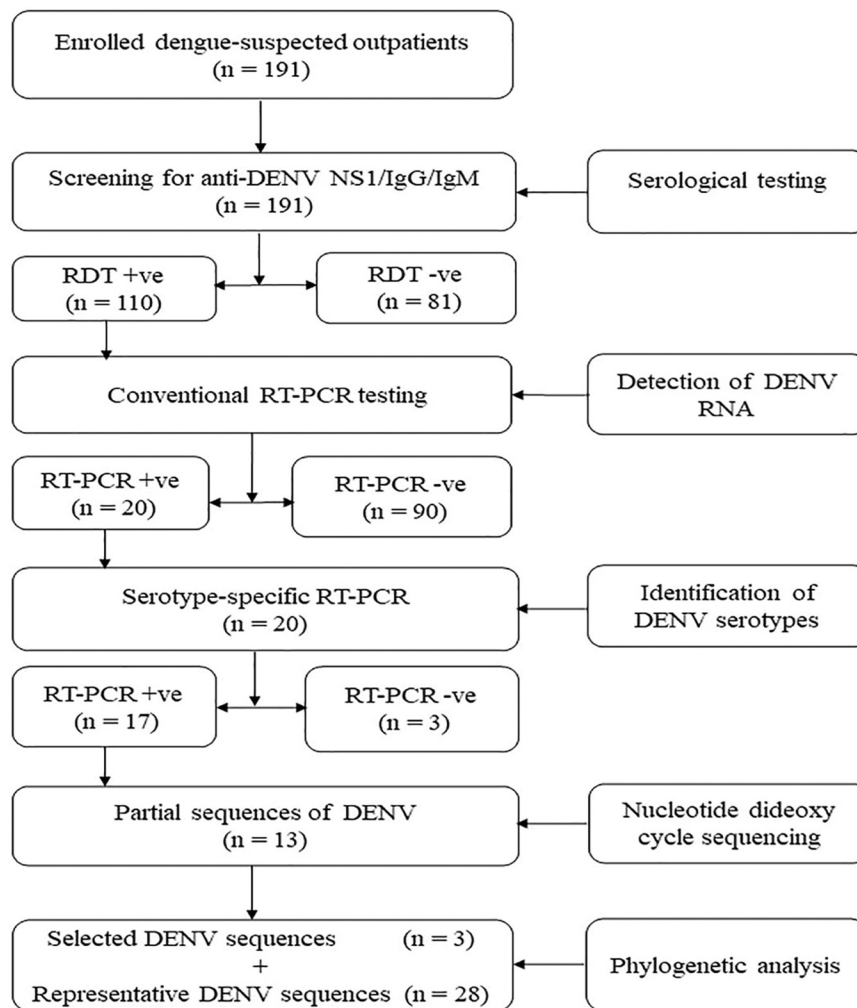 Enrolled dengue-suspected outpatients
(n = 191)
Screening for anti-DENV NS1/IgG/IgM
(n = 191)
Serological testing
RDT +ve
(n = 110)
RDT -ve
(n = 81)
Conventional RT-PCR testing
Detection of DENV
RNA
RT-PCR +ve
(n = 20)
RT-PCR -ve
n = 90)
Serotype-specific RT-PCR
(n = 20)
Identification of
DENV serotypes
RT-PCR +ve
(n = 17)
RT-PCR -ve
(n = 3)
Partial sequences of DENV
(n = 13)
Nucleotide dideoxy
cycle sequencing
Selected DENV sequences (n = 3)
+
Representative DENV sequences (n = 28)
Phylogenetic analysis